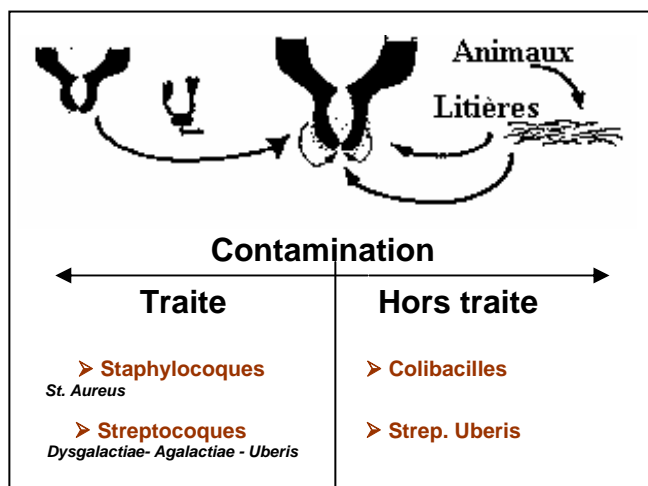 Animaux
Litières
Contamination
Traite
Hors traite
➢ Staphylocoques
St. Aureus
➢ Streptocoques
Dysgalactiae- Agalactiae - Uberis
➢ Colibacilles
➢ Strep. Uberis